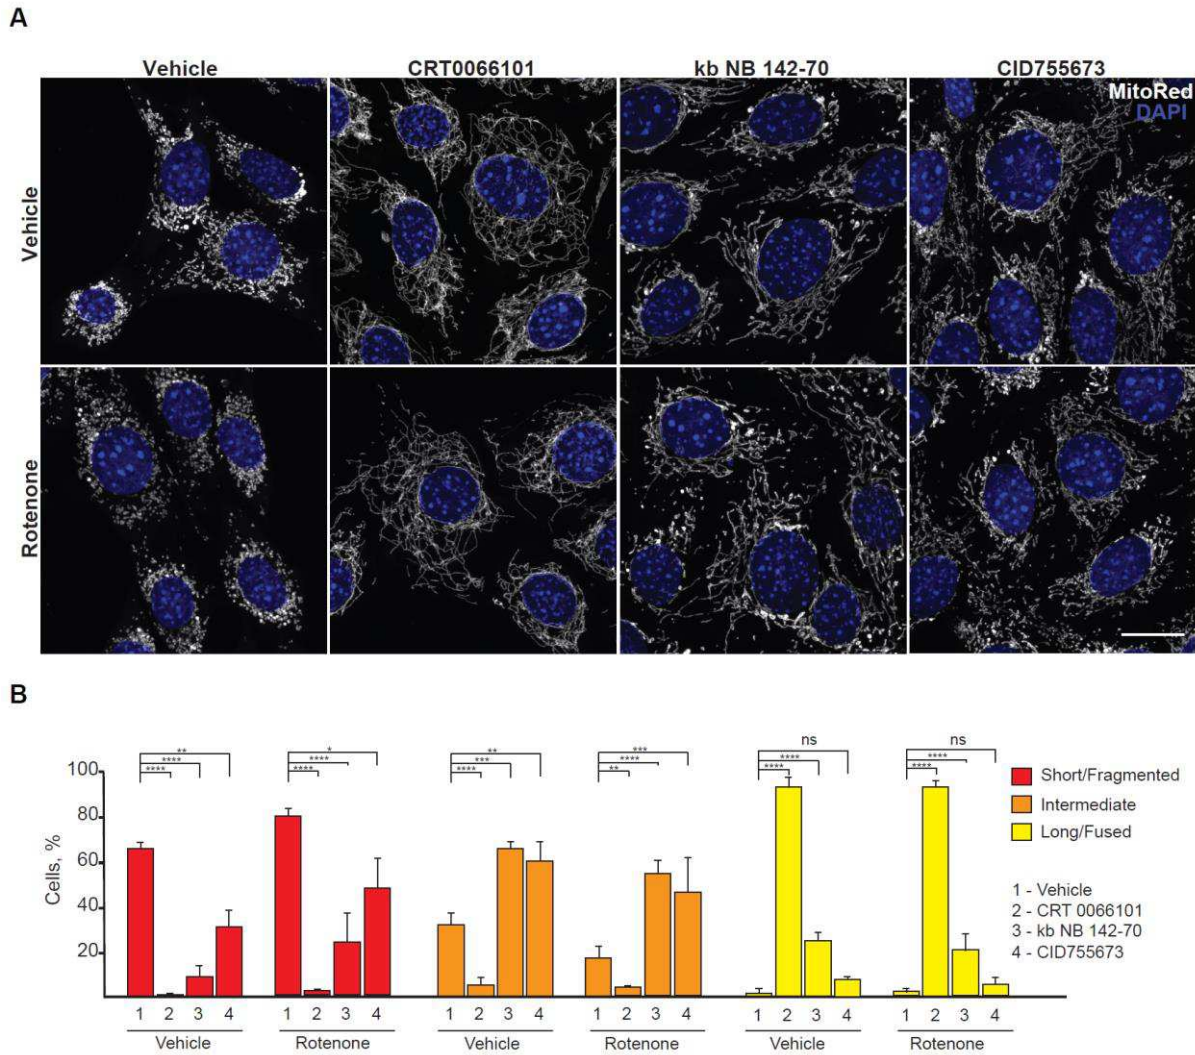 A
Vehicle
CRT0066101
kb NB 142-70
CID755673
MitoRed
DAPI
Vehicle
Rotenone
B
** * ** *** ns ns
**** **** *** **** **** ****
**** **** **** ** **** ****
Cells, %
100
80
60
40
20
Short/Fragmented
Intermediate
Long/Fused
1 - Vehicle
2 - CRT 0066101
3 - kb NB 142-70
4 - CID755673
1 2 3 4 1 2 3 4 1 2 3 4 1 2 3 4 1 2 3 4 1 2 3 4
Vehicle Rotenone Vehicle Rotenone Vehicle Rotenone